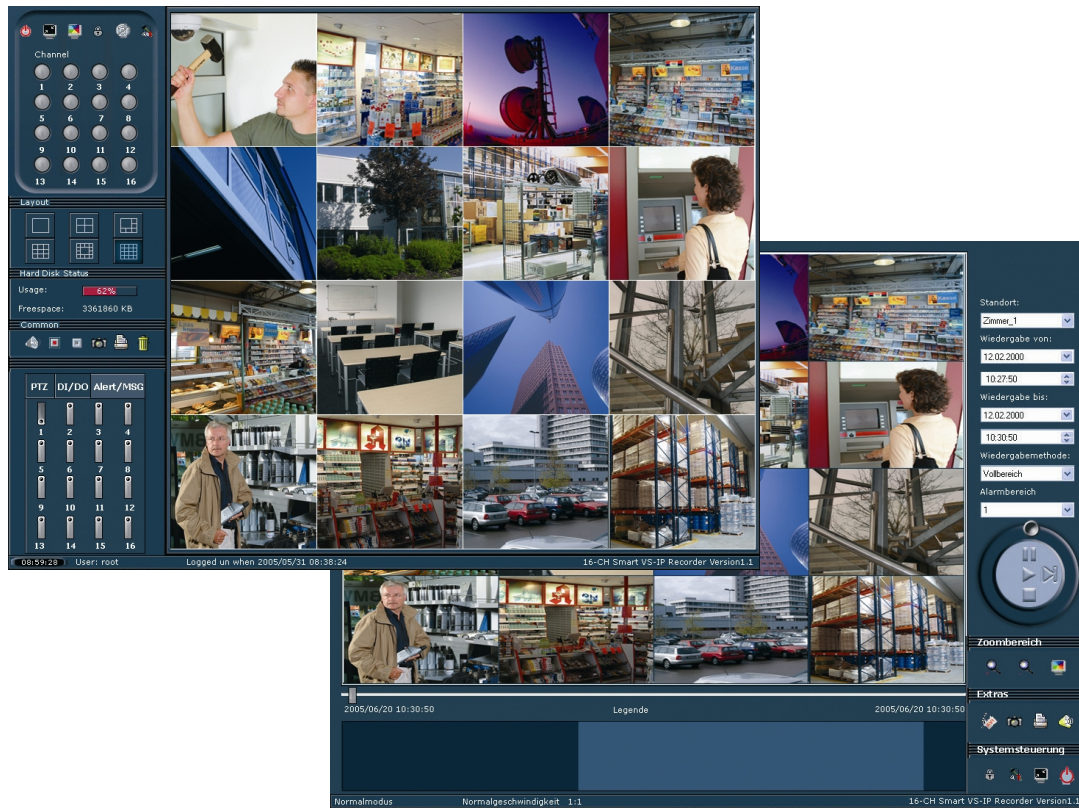 Channel
1 2 3 4
5 6 7 8
9 10 11 12
13 14 15 16
Layout
Hard Disk Status
Usage: 62%
Freespace: 3361860 KB
Common
PTZ DI/DO Alert/MSG
1 2 3 4
5 6 7 8
9 10 11 12
13 14 15 16
08:59:28 User: root Logged un when 2005/05/31 08:38:24 16-CH Smart VS-IP Recorder Version1.1
Kasse
Standort:
Zimmer_1
Wiedergabe von:
12.02.2000
10:27:50
Wiedergabe bis:
12.02.2000
10:30:50
Wiedergabemethode:
Vollbereich
Alarmbereich
1
Zoombereich
Extras
Systemsteuerung
2005/06/20 10:30:50 Legende 2005/06/20 10:30:50
Normalmodus Normalgeschwindigkeit 1:1 16-CH Smart VS-IP Recorder Version1.1